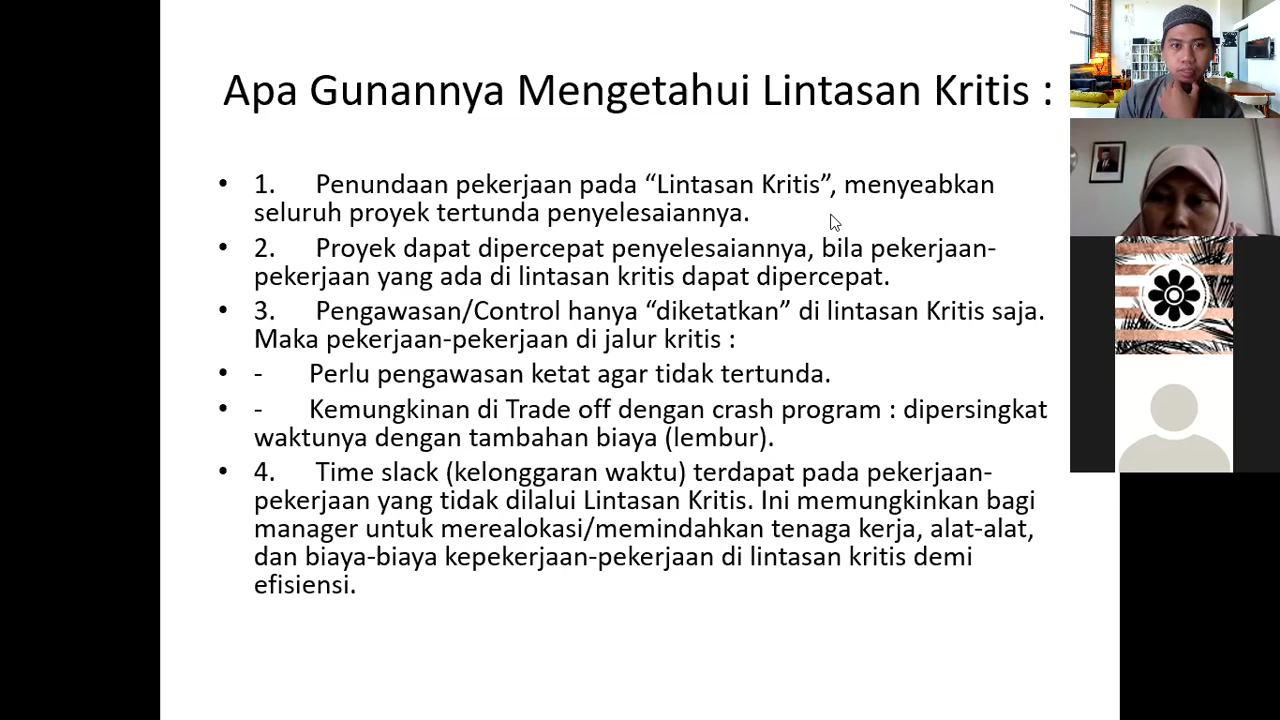 Apa Gunannya Mengetahui Lintasan Kritis :
• 1. Penundaan pekerjaan pada “Lintasan Kritis”, menyeabkan
seluruh proyek tertunda penyelesaiannya.
• 2. Proyek dapat dipercepat penyelesaiannya, bila pekerjaan-
pekerjaan yang ada di lintasan kritis dapat dipercepat.
• 3. Pengawasan/Control hanya “diketatkan” di lintasan Kritis saja.
Maka pekerjaan-pekerjaan di jalur kritis :
• - Perlu pengawasan ketat agar tidak tertunda.
• - Kemungkinan di Trade off dengan crash program : dipersingkat
waktunya dengan tambahan biaya (lembur).
• 4. Time slack (kelonggaran waktu) terdapat pada pekerjaan-
pekerjaan yang tidak dilalui Lintasan Kritis. Ini memungkinkan bagi
manager untuk merealokasi/memindahkan tenaga kerja, alat-alat,
dan biaya-biaya kepekerjaan-pekerjaan di lintasan kritis demi
efisiensi.